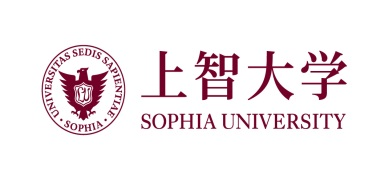 UNIVERSITAS SEDIS SAPIENTIAE
· SOPHIA ·
上智大学
SOPHIA UNIVERSITY